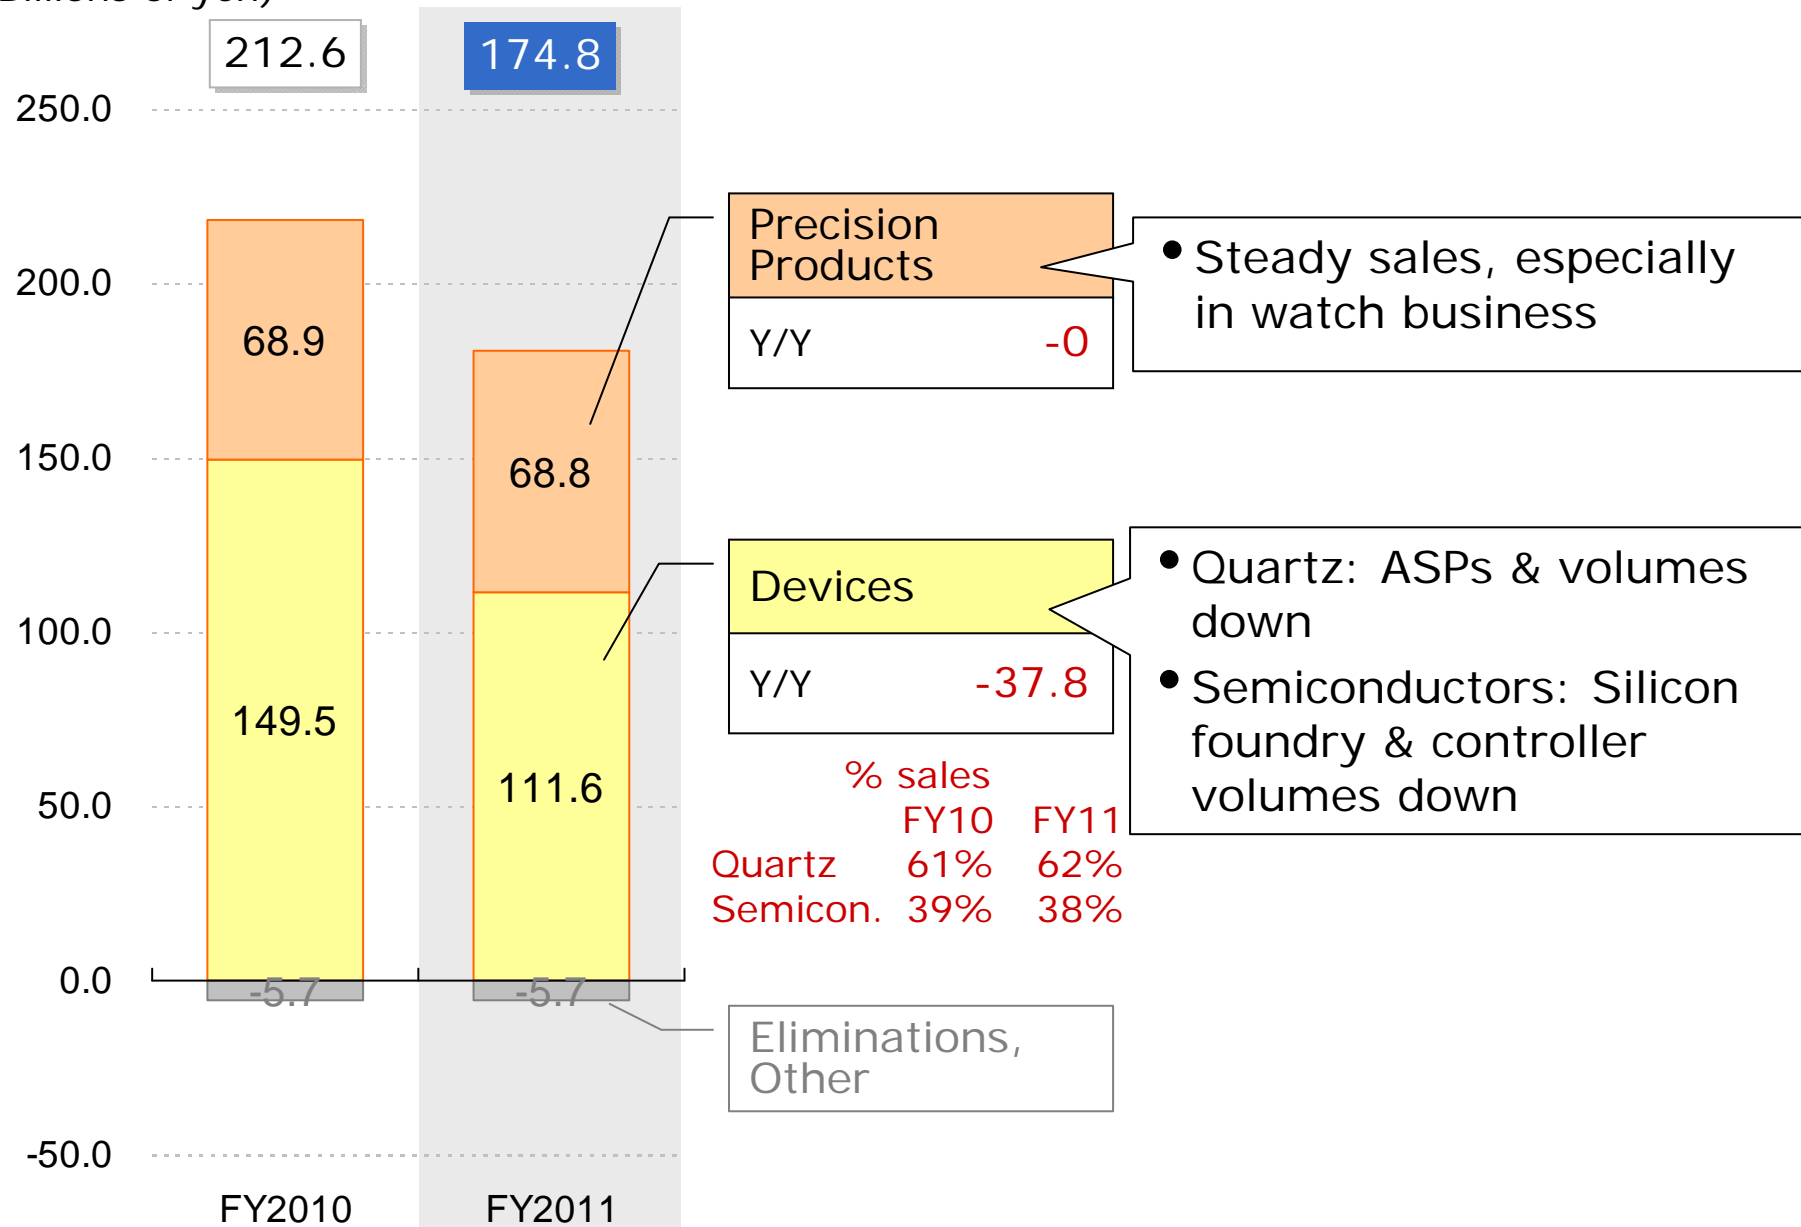 Billions of yen)
212.6
174.8
250.0
200.0
150.0
100.0
50.0
0.0
-50.0
68.9
149.5
-5.7
68.8
111.6
-5.7
FY2010
FY2011
Precision
Products
Y/Y -0
• Steady sales, especially
in watch business
Devices
Y/Y -37.8
• Quartz: ASPs & volumes
down
• Semiconductors: Silicon
foundry & controller
volumes down
% sales
FY10 FY11
Quartz 61% 62%
Semicon. 39% 38%
Eliminations,
Other